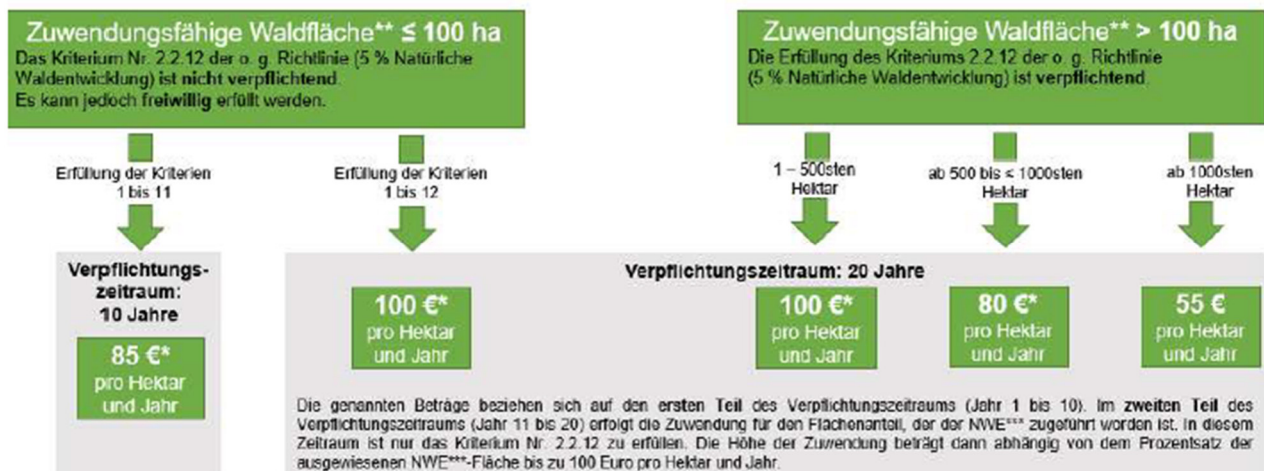 Zuwendungsfähige Waldfläche** ≤ 100 ha
Das Kriterium Nr. 2.2.12 der o. g. Richtlinie (5 % Natürliche
Waldentwicklung) ist nicht verpflichtend.
Es kann jedoch freiwillig erfüllt werden.
Zuwendungsfähige Waldfläche** > 100 ha
Die Erfüllung des Kriteriums 2.2.12 der o. g. Richtlinie
(5 % Natürliche Waldentwicklung) ist verpflichtend.
Erfüllung der Kriterien
1 bis 11
Erfüllung der Kriterien
1 bis 12
1 – 500sten
Hektar
ab 500 bis ≤ 1000sten
Hektar
ab 1000sten
Hektar
Verpflichtungs-
zeitraum:
10 Jahre
85 €*
pro Hektar
und Jahr
Verpflichtungszeitraum: 20 Jahre
100 €*
pro Hektar
und Jahr
100 €*
pro Hektar
und Jahr
80 €*
pro Hektar
und Jahr
55 €
pro Hektar
und Jahr
Die genannten Beträge beziehen sich auf den ersten Teil des Verpflichtungszeitraums (Jahr 1 bis 10). Im zweiten Teil des
Verpflichtungszeitraums (Jahr 11 bis 20) erfolgt die Zuwendung für den Flächenanteil, der der NWE*** zugeführt worden ist. In diesem
Zeitraum ist nur das Kriterium Nr. 2.2.12 zu erfüllen. Die Höhe der Zuwendung beträgt dann abhängig von dem Prozentsatz der
ausgewiesenen NWE***-Fläche bis zu 100 Euro pro Hektar und Jahr.